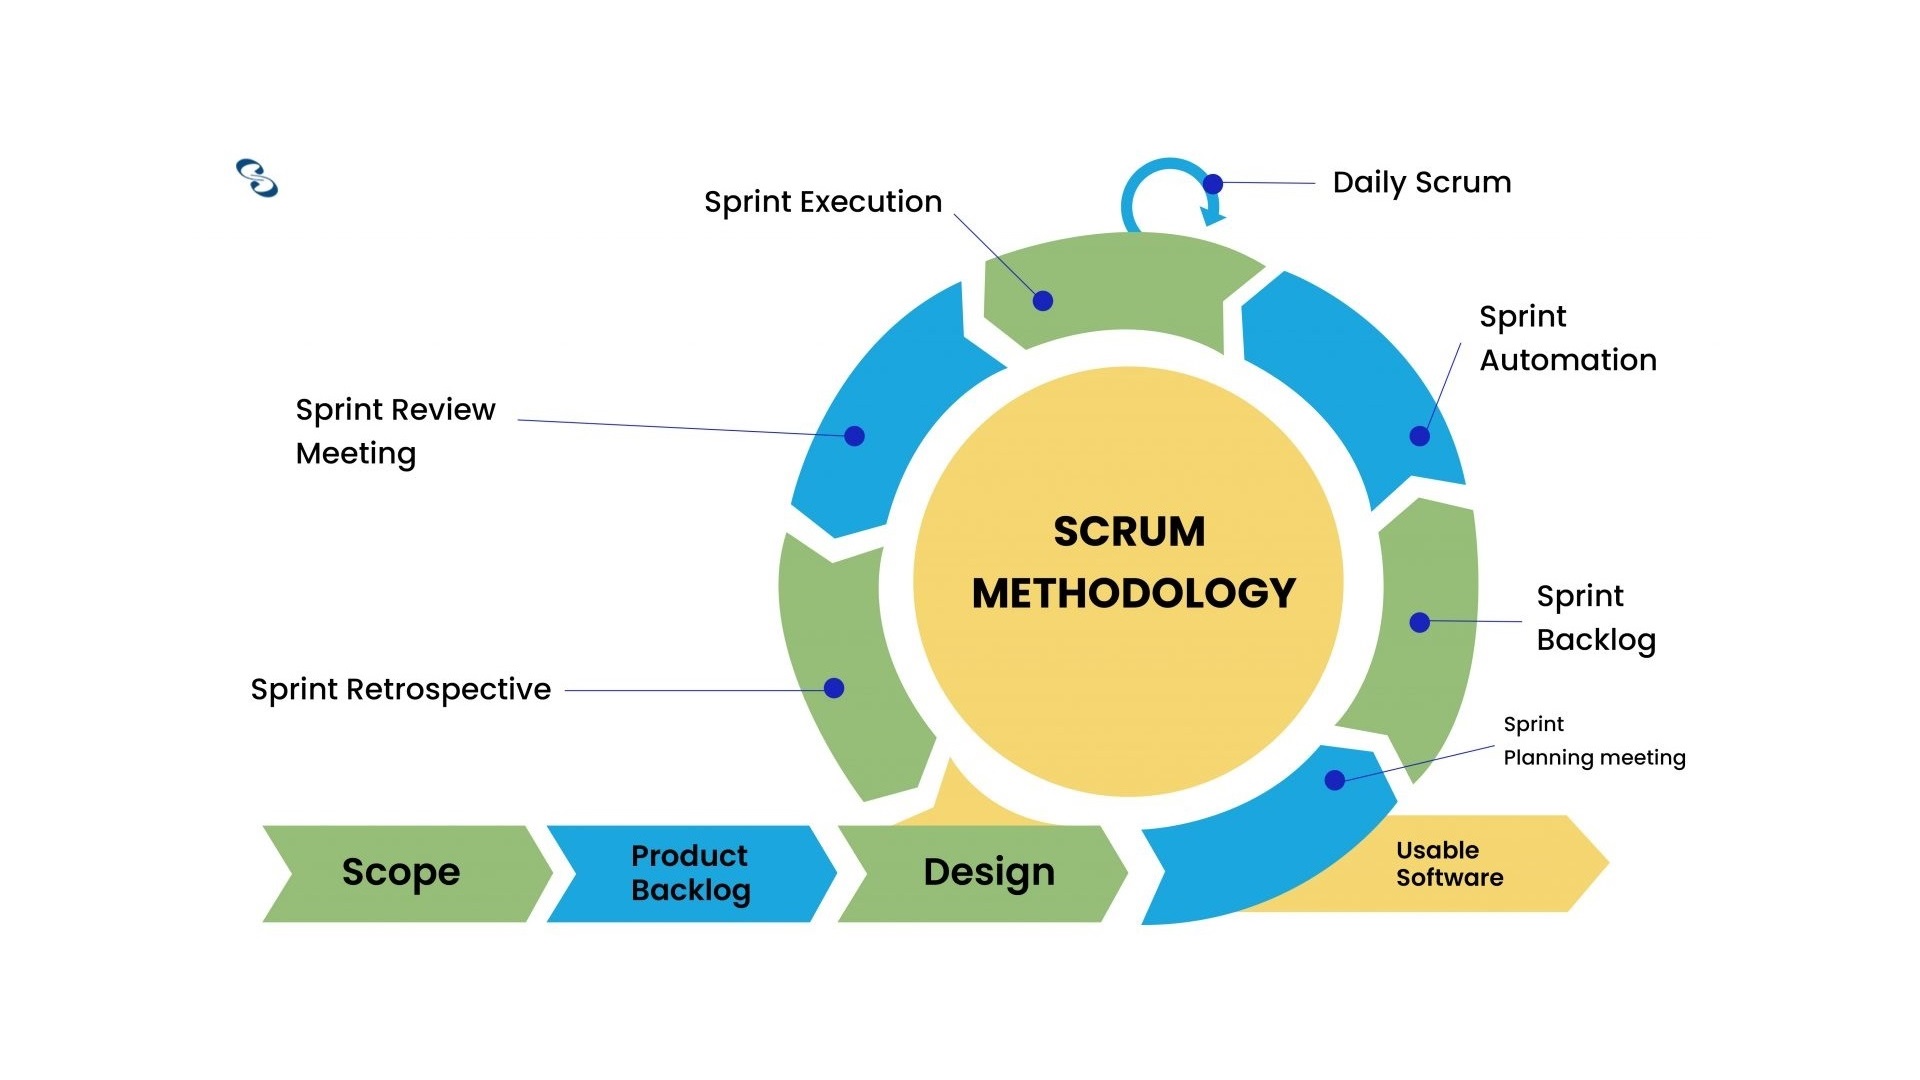 Daily Scrum
Sprint Execution
Sprint
Automation
Sprint Review
Meeting
SCRUM
METHODOLOGY
Sprint
Backlog
Sprint Retrospective
Sprint
Planning meeting
Scope
Product
Backlog
Design
Usable
Software